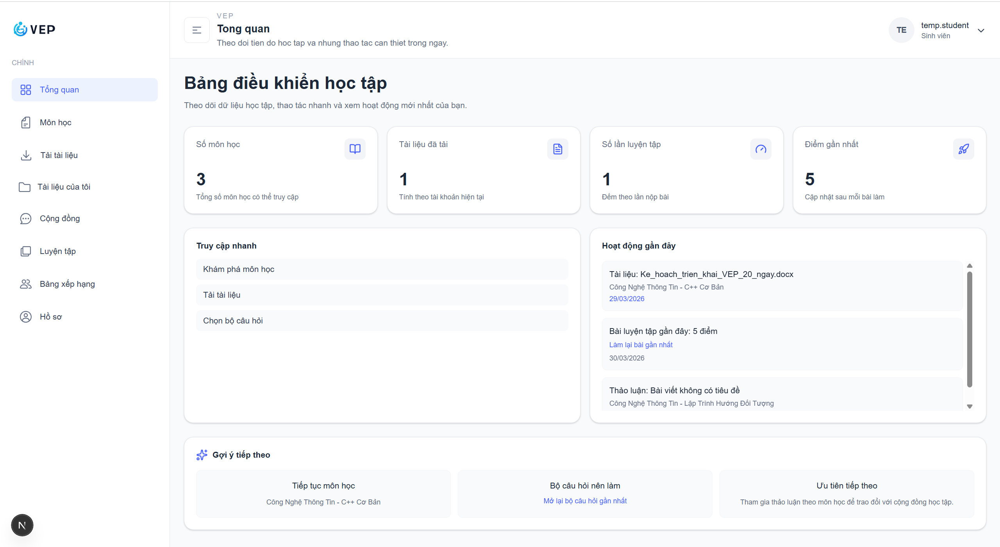 VEP
CHÍNH
Tổng quan
Môn học
Tải tài liệu
Tài liệu của tôi
Cộng đồng
Luyện tập
Bảng xếp hạng
Hồ sơ
N
VEP
Tong quan
Theo doi tien do hoc tap va nhung thao tac can thiet trong ngay.
TE
temp.student
Sinh viên
Bảng điều khiển học tập
Theo dõi dữ liệu học tập, thao tác nhanh và xem hoạt động mới nhất của bạn.
Số môn học
3
Tổng số môn học có thể truy cập
Tài liệu đã tải
1
Tính theo tài khoản hiện tại
Số lần luyện tập
1
Đếm theo lần nộp bài
Điểm gần nhất
5
Cập nhật sau mỗi bài làm
Truy cập nhanh
Khám phá môn học
Tải tài liệu
Chọn bộ câu hỏi
Hoạt động gần đây
Tài liệu: Ke_hoach_trien_khai_VEP_20_ngay.docx
Công Nghệ Thông Tin - C++ Cơ Bản
29/03/2026
Bài luyện tập gần đây: 5 điểm
Làm lại bài gần nhất
30/03/2026
Thảo luận: Bài viết không có tiêu đề
Công Nghệ Thông Tin - Lập Trình Hướng Đối Tượng
Gợi ý tiếp theo
Tiếp tục môn học
Công Nghệ Thông Tin - C++ Cơ Bản
Bộ câu hỏi nên làm
Mở lại bộ câu hỏi gần nhất
Ưu tiên tiếp theo
Tham gia thảo luận theo môn học để trao đổi với cộng đồng học tập.